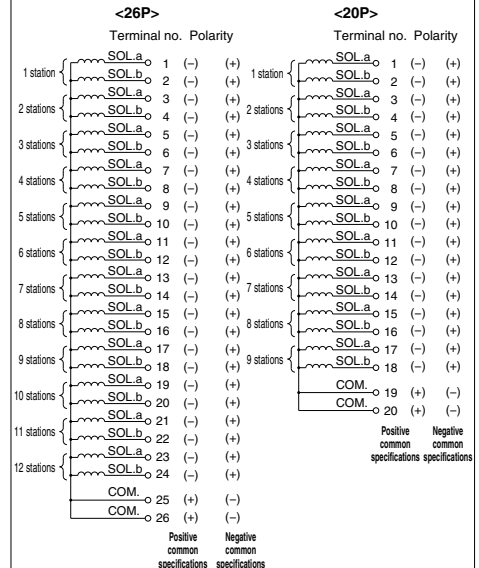 <26P>
Terminal no. Polarity
1 station SOL.a 1 (−) (+)
SOL.b 2 (−) (+)
2 stations SOL.a 3 (−) (+)
SOL.b 4 (−) (+)
3 stations SOL.a 5 (−) (+)
SOL.b 6 (−) (+)
4 stations SOL.a 7 (−) (+)
SOL.b 8 (−) (+)
5 stations SOL.a 9 (−) (+)
SOL.b 10 (−) (+)
6 stations SOL.a 11 (−) (+)
SOL.b 12 (−) (+)
7 stations SOL.a 13 (−) (+)
SOL.b 14 (−) (+)
8 stations SOL.a 15 (−) (+)
SOL.b 16 (−) (+)
9 stations SOL.a 17 (−) (+)
SOL.b 18 (−) (+)
10 stations SOL.a 19 (−) (+)
SOL.b 20 (−) (+)
11 stations SOL.a 21 (−) (+)
SOL.b 22 (−) (+)
12 stations SOL.a 23 (−) (+)
SOL.b 24 (−) (+)
COM. 25 (+) (−)
COM. 26 (+) (−)
Positive Negative
common common
specifications specifications
<20P>
Terminal no. Polarity
1 station SOL.a 1 (−) (+)
SOL.b 2 (−) (+)
2 stations SOL.a 3 (−) (+)
SOL.b 4 (−) (+)
3 stations SOL.a 5 (−) (+)
SOL.b 6 (−) (+)
4 stations SOL.a 7 (−) (+)
SOL.b 8 (−) (+)
5 stations SOL.a 9 (−) (+)
SOL.b 10 (−) (+)
6 stations SOL.a 11 (−) (+)
SOL.b 12 (−) (+)
7 stations SOL.a 13 (−) (+)
SOL.b 14 (−) (+)
8 stations SOL.a 15 (−) (+)
SOL.b 16 (−) (+)
9 stations SOL.a 17 (−) (+)
SOL.b 18 (−) (+)
COM. 19 (+) (−)
COM. 20 (+) (−)
Positive Negative
common common
specifications specifications